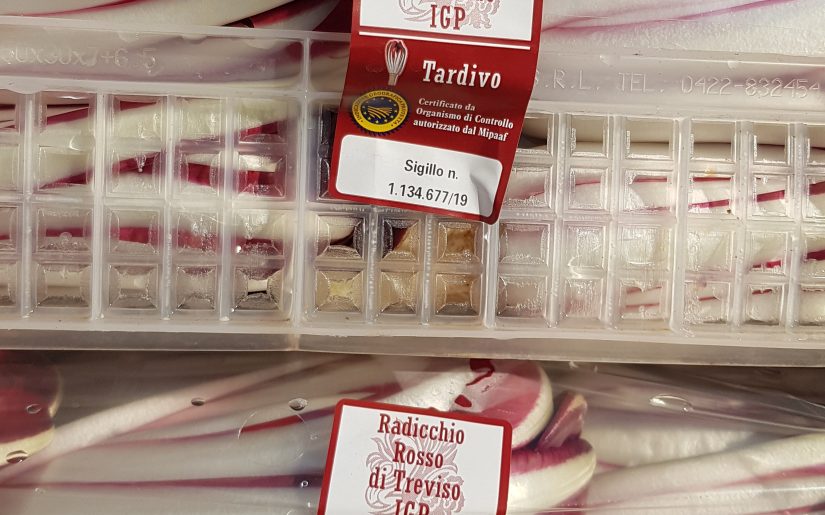 IGP
Tardivo
Certificato da
Organismo di Controllo
autorizzato dal Mipaaf
Sigillo n.
1.134.677/19
S.R.L. TEL. 0422-832454
Radicchio
Rosso
di Treviso
IGP